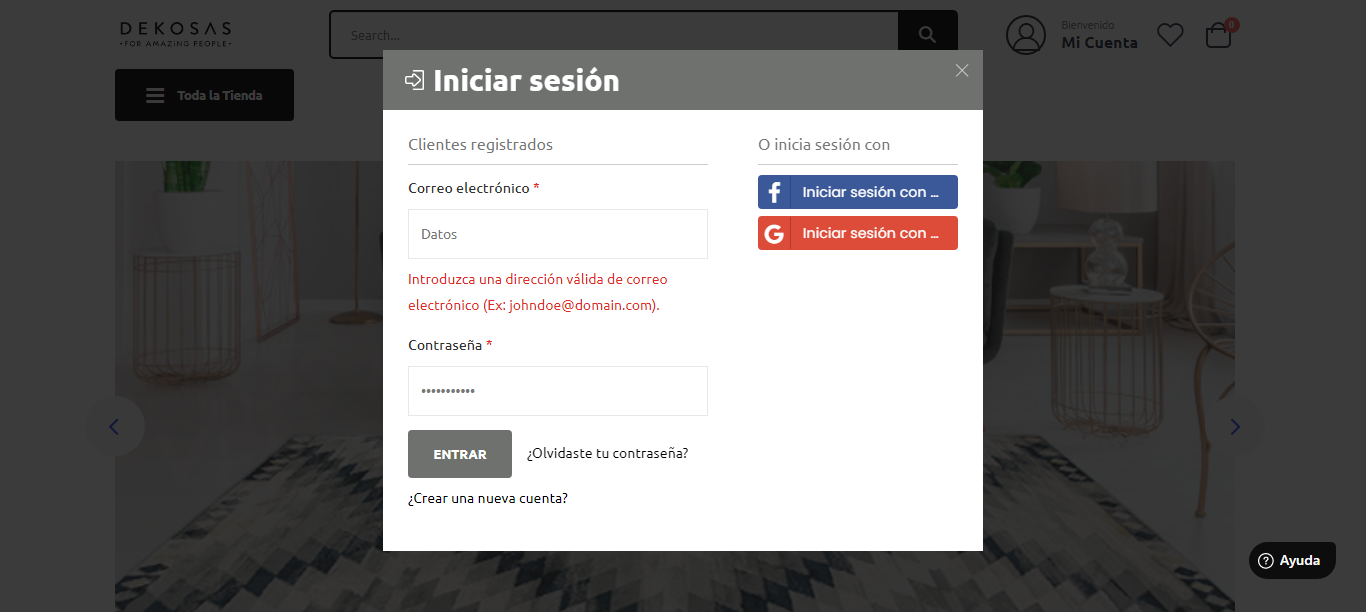 DEKOSAS
•FOR AMAZING PEOPLE•
Search...
Bienvenido
Mi Cuenta
0
Toda la Tienda
Iniciar sesión
Clientes registrados
Correo electrónico *
Datos
Introduzca una dirección válida de correo
electrónico (Ex: johndoe@domain.com).
Contraseña *
•••••••••••
ENTRAR
¿Olvidaste tu contraseña?
¿Crear una nueva cuenta?
O inicia sesión con
Iniciar sesión con ...
Iniciar sesión con ...
Ayuda